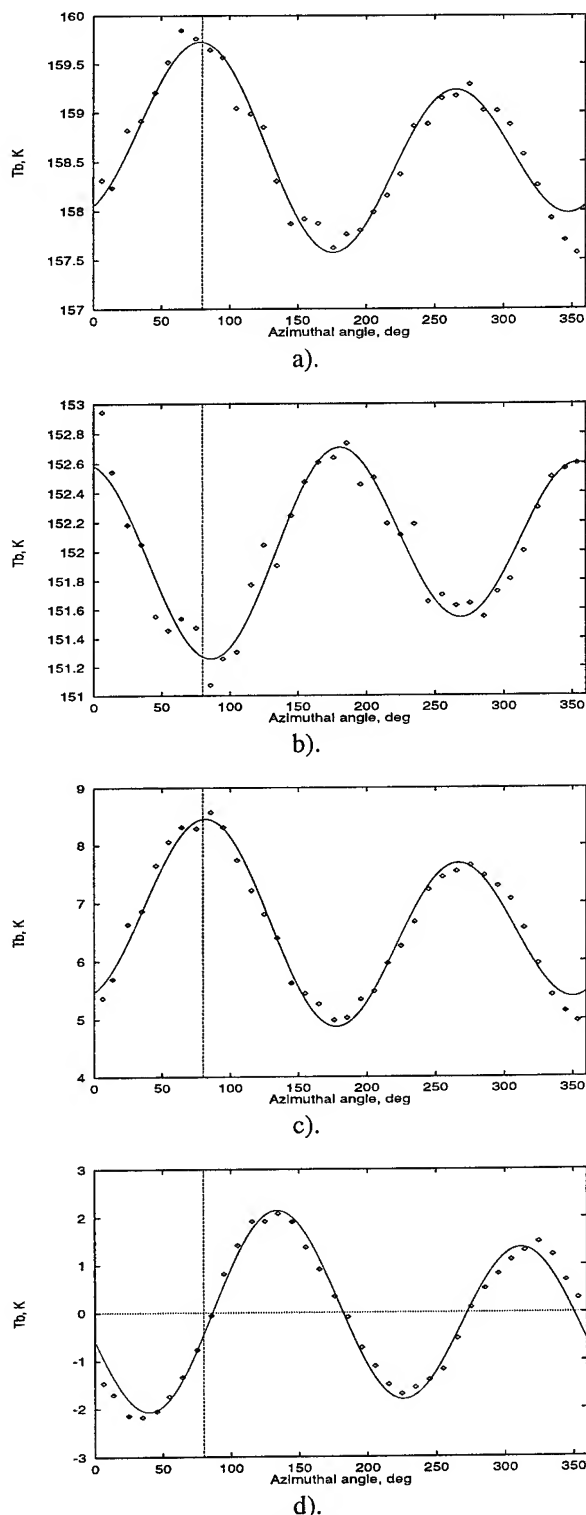 160
159.5
159
158.5
158
157.5
157
Tb, K
0 50 100 150 200 250 300 350
Azimuthal angle, deg
a).
153
152.8
152.6
152.4
152.2
152
151.8
151.6
151.4
151.2
151
Tb, K
0 50 100 150 200 250 300 350
Azimuthal angle, deg
b).
9
8
7
6
5
4
Tb, K
0 50 100 150 200 250 300 350
Azimuthal angle, deg
c).
3
2
1
0
-1
-2
-3
Tb, K
0 50 100 150 200 250 300 350
Azimuthal angle, deg
d).